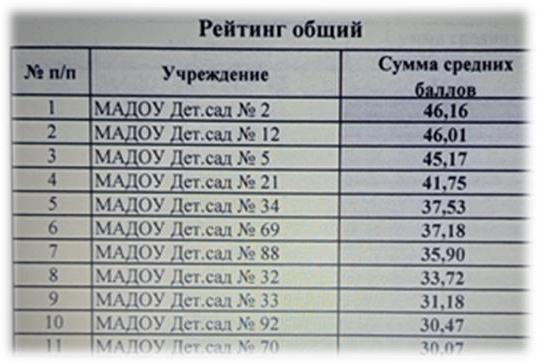 Рейтинг общий
№ п/п Учреждение Сумма средних баллов
1 МАДОУ Дет.сад № 2 46,16
2 МАДОУ Дет.сад № 12 46,01
3 МАДОУ Дет.сад № 5 45,17
4 МАДОУ Дет.сад № 21 41,75
5 МАДОУ Дет.сад № 34 37,53
6 МАДОУ Дет.сад № 69 37,18
7 МАДОУ Дет.сад № 88 35,90
8 МАДОУ Дет.сад № 32 33,72
9 МАДОУ Дет.сад № 33 31,18
10 МАДОУ Дет.сад № 92 30,47
11 МАДОУ Дет.сад № 70 30,07